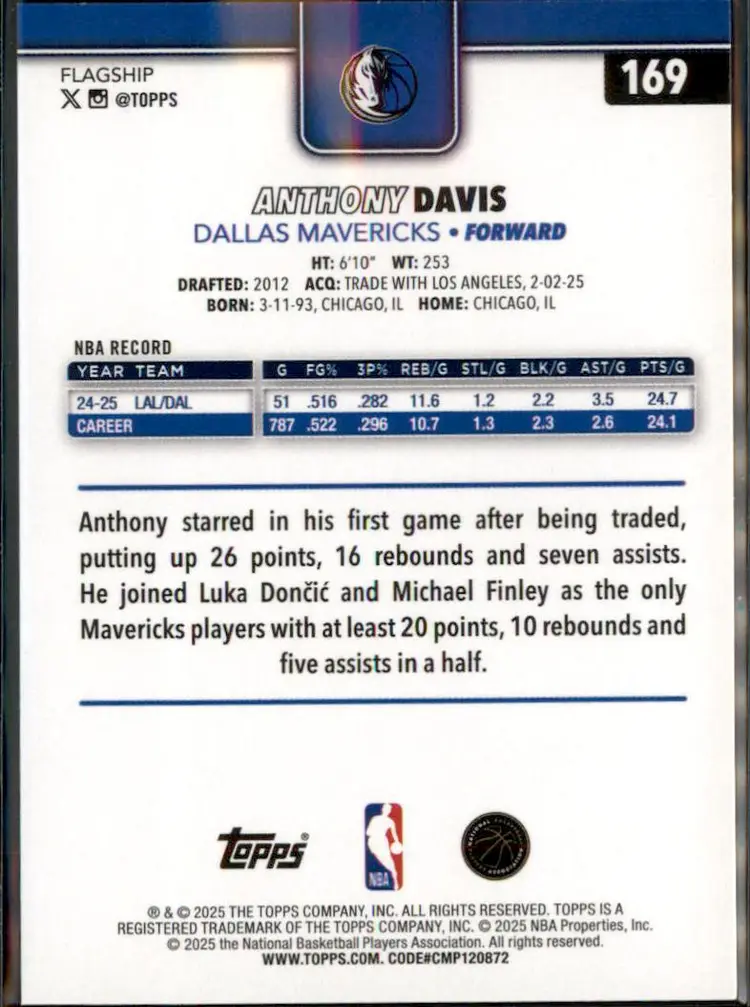 FLAGSHIP
X @TOPPS
169
ANTHONY DAVIS
DALLAS MAVERICKS • FORWARD
HT: 6'10" WT: 253
DRAFTED: 2012 ACQ: TRADE WITH LOS ANGELES, 2-02-25
BORN: 3-11-93, CHICAGO, IL HOME: CHICAGO, IL
NBA RECORD
YEAR TEAM G FG% 3P% REB/G STL/G BLK/G AST/G PTS/G
24-25 LAL/DAL 51 .516 .282 11.6 1.2 2.2 3.5 24.7
CAREER 787 .522 .296 10.7 1.3 2.3 2.6 24.1
Anthony starred in his first game after being traded,
putting up 26 points, 16 rebounds and seven assists.
He joined Luka Dončić and Michael Finley as the only
Mavericks players with at least 20 points, 10 rebounds and
five assists in a half.
Topps®
NBA
® & © 2025 THE TOPPS COMPANY, INC. ALL RIGHTS RESERVED. TOPPS IS A
REGISTERED TRADEMARK OF THE TOPPS COMPANY, INC. © 2025 NBA Properties, Inc.
© 2025 the National Basketball Players Association. All rights reserved.
WWW.TOPPS.COM. CODE#CMP120872